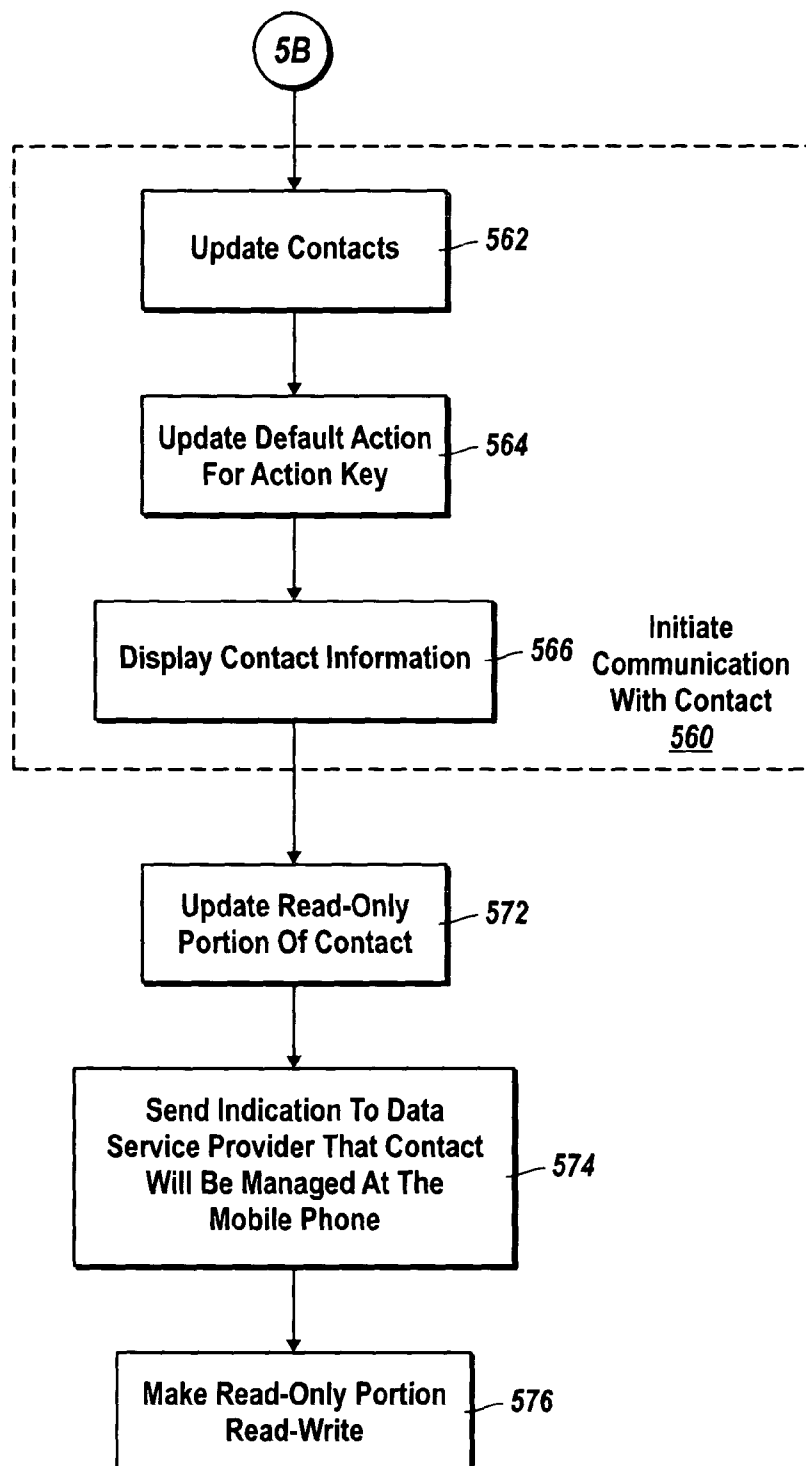 5B
Update Contacts
562
Update Default Action
For Action Key
564
Display Contact Information
566
Initiate
Communication
With Contact
560
Update Read-Only
Portion Of Contact
572
Send Indication To Data
Service Provider That Contact
Will Be Managed At The
Mobile Phone
574
Make Read-Only Portion
Read-Write
576